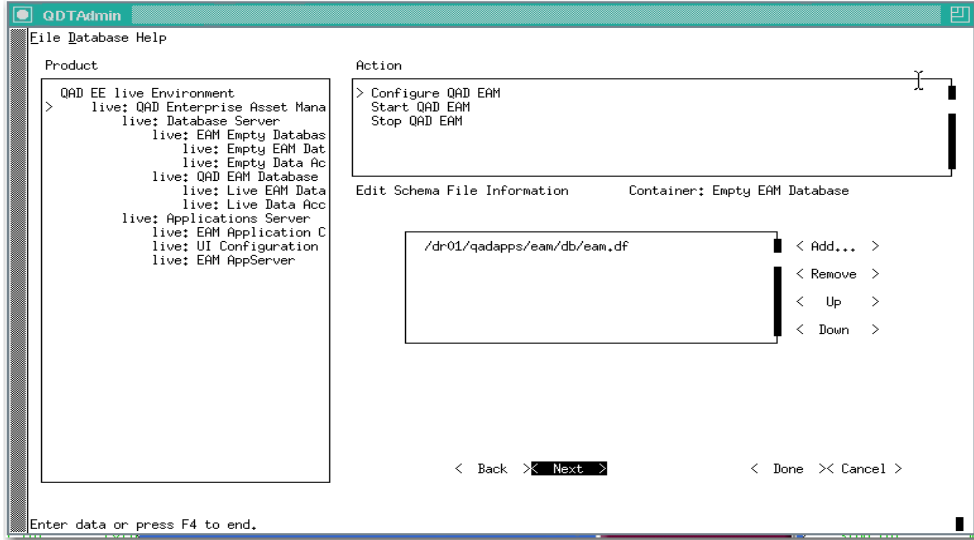 QDTAdmin
File Database Help
Product
QAD EE live Environment
> live: QAD Enterprise Asset Mana
live: Database Server
live: EAM Empty Databas
live: Empty EAM Dat
live: Empty Data Ac
live: QAD EAM Database
live: Live EAM Data
live: Live Data Acc
live: Applications Server
live: EAM Application C
live: UI Configuration
live: EAM AppServer
Action
> Configure QAD EAM
Start QAD EAM
Stop QAD EAM
Edit Schema File Information Container: Empty EAM Database
/dr01/qadapps/eam/db/eam.df
< Add... >
< Remove >
< Up >
< Down >
< Back >< Next > < Done >< Cancel >
Enter data or press F4 to end.